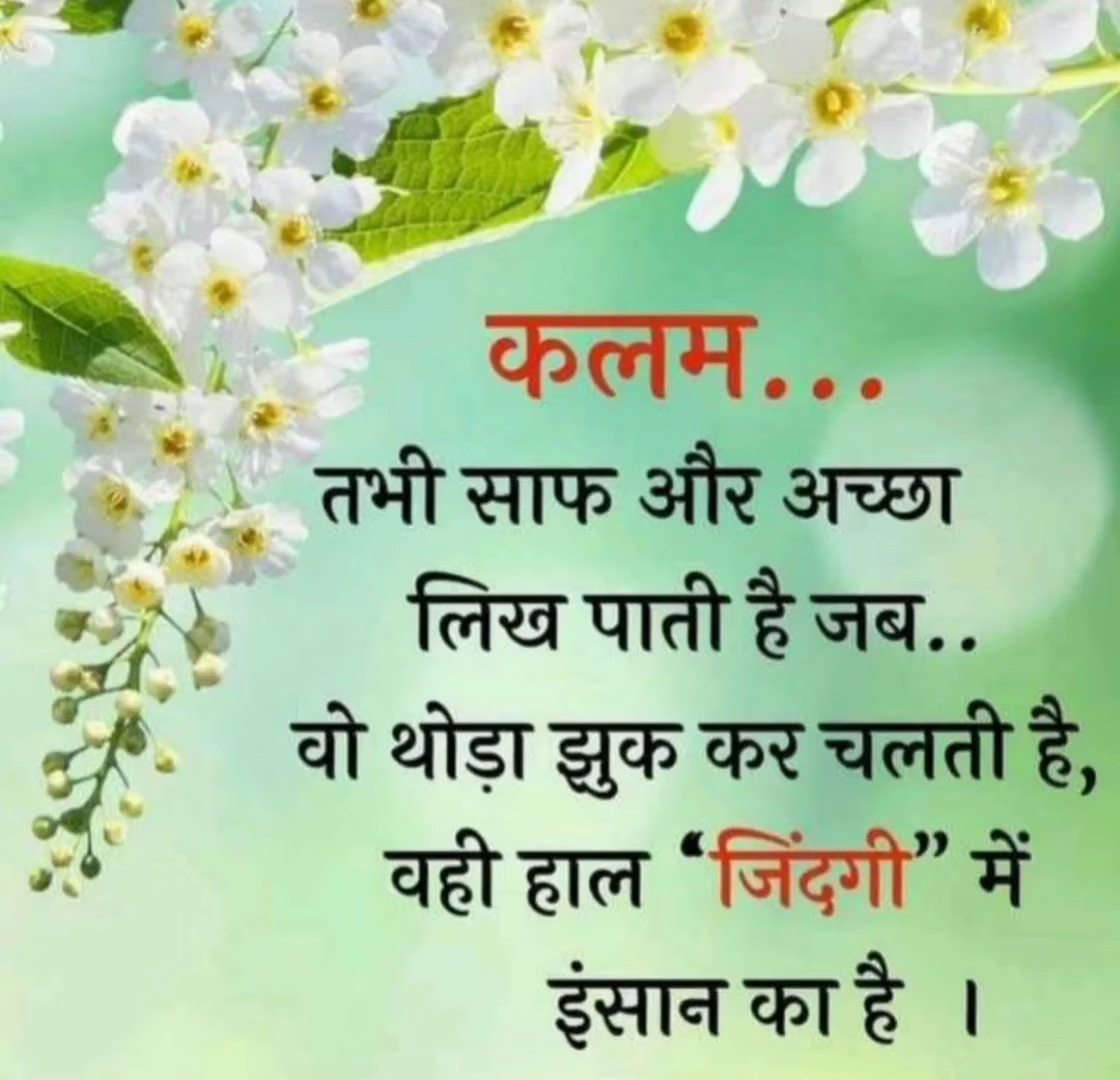 कलम...
तभी साफ और अच्छा
लिख पाती है जब..
वो थोड़ा झुक कर चलती है,
वही हाल “जिंदगी” में
इंसान का है ।